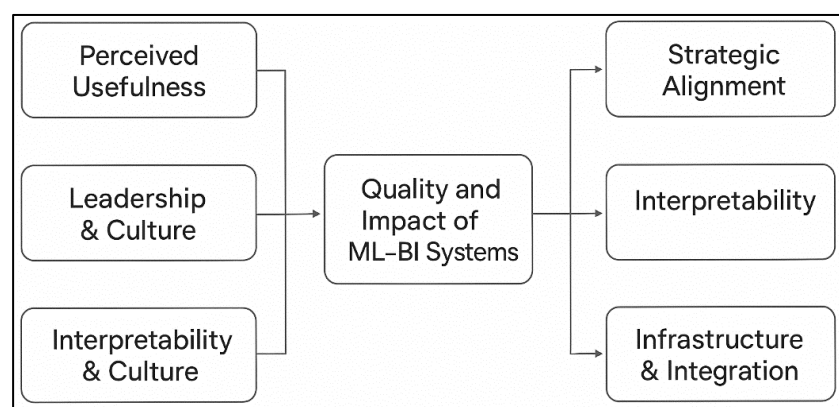 Perceived
Usefulness
Leadership
& Culture
Interpretability
& Culture
Quality and
Impact of
ML–BI Systems
Strategic
Alignment
Interpretability
Infrastructure
& Integration